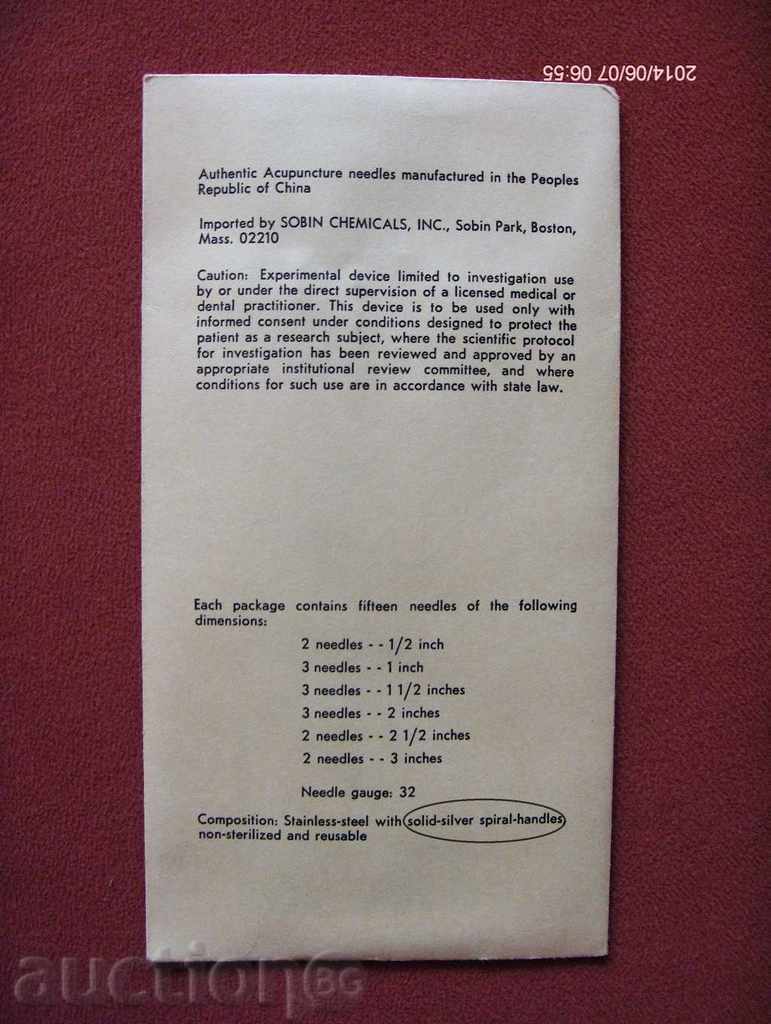 2014/06/07 06:55
Authentic Acupuncture needles manufactured in the Peoples
Republic of China
Imported by SOBIN CHEMICALS, INC., Sobin Park, Boston,
Mass. 02210
Caution: Experimental device limited to investigation use
by or under the direct supervision of a licensed medical or
dental practitioner. This device is to be used only with
informed consent under conditions designed to protect the
patient as a research subject, where the scientific protocol
for investigation has been reviewed and approved by an
appropriate institutional review committee, and where
conditions for such use are in accordance with state law.
Each package contains fifteen needles of the following
dimensions:
2 needles - - 1/2 inch
3 needles - - 1 inch
3 needles - - 1 1/2 inches
3 needles - - 2 inches
2 needles - - 2 1/2 inches
2 needles - - 3 inches
Needle gauge: 32
Composition: Stainless-steel with solid-silver spiral-handles
non-sterilized and reusable
auction BG